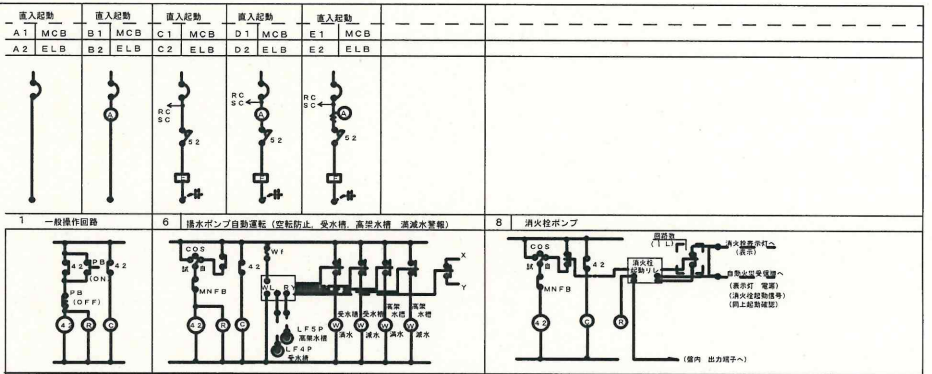 直入起動 直入起動 直入起動 直入起動 直入起動
A1 MCB B1 MCB C1 MCB D1 MCB E1 MCB
A2 ELB B2 ELB C2 ELB D2 ELB E2 ELB
RC
SC
RC
SC
RC
SC
A
A
A
52
52
52
1 一般操作回路
6 揚水ポンプ自動運転(空転防止, 受水槽, 高架水槽 満減水警報)
8 消火栓ポンプ
42
PB
(ON)
42
PB
(OFF)
42 R G
COS
試 自
42
Wf
MNFB
WL RY
X
Y
42 R G
LF5P
高架水槽
LF4P
受水槽
受水槽
満水
受水槽
減水
高架
水槽
満水
高架
水槽
減水
W W W W
COS
試 自
42
MNFB
42 G R
回路数
(1L)
消火栓
起動リレー
消火栓表示灯へ
(表示)
自動火災受信機へ
(表示灯 電源)
(消火栓起動信号)
(同上起動確認)
(盤内 出力端子へ)